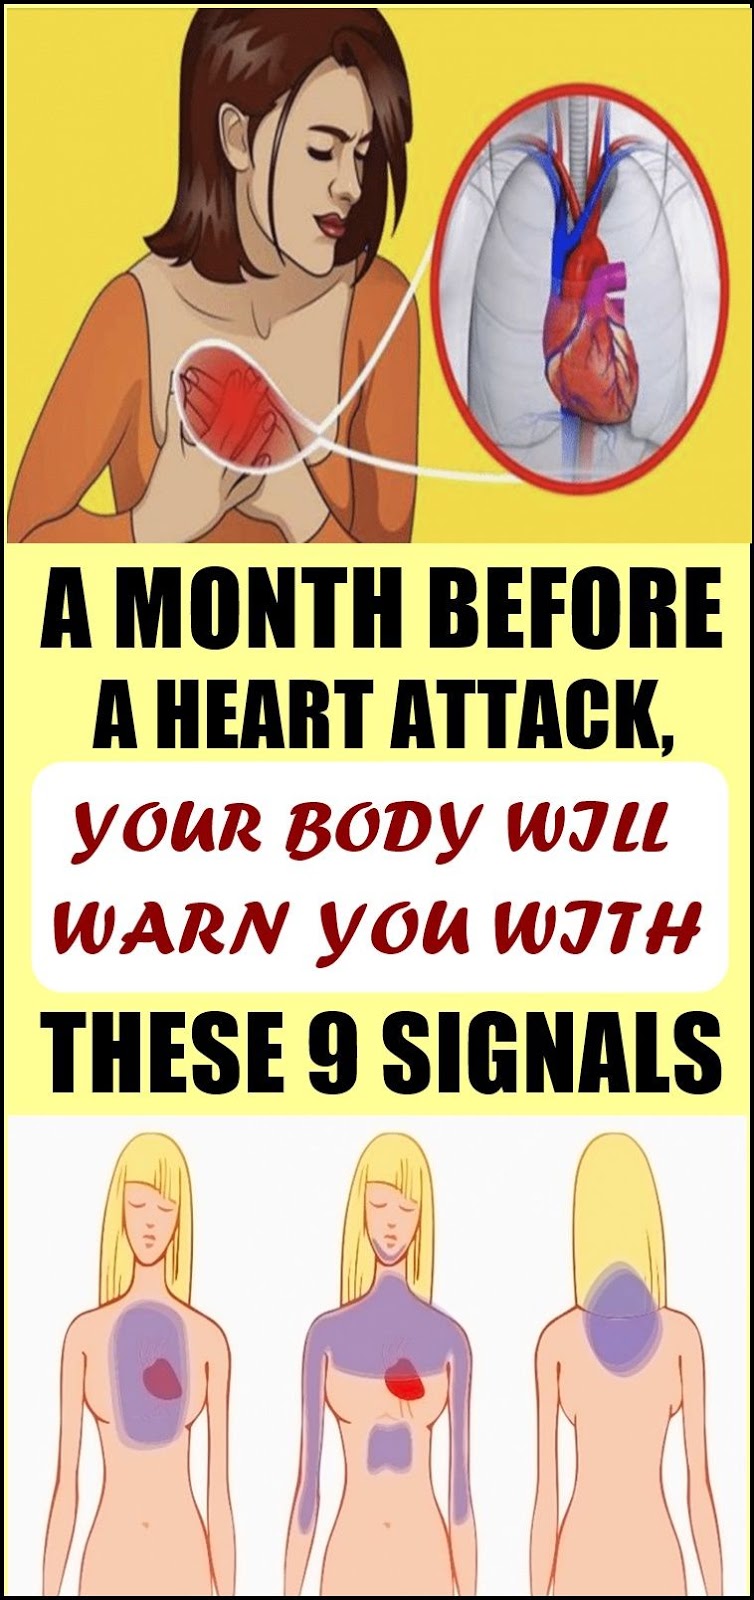 A MONTH BEFORE
A HEART ATTACK,
YOUR BODY WILL
WARN YOU WITH
THESE 9 SIGNALS